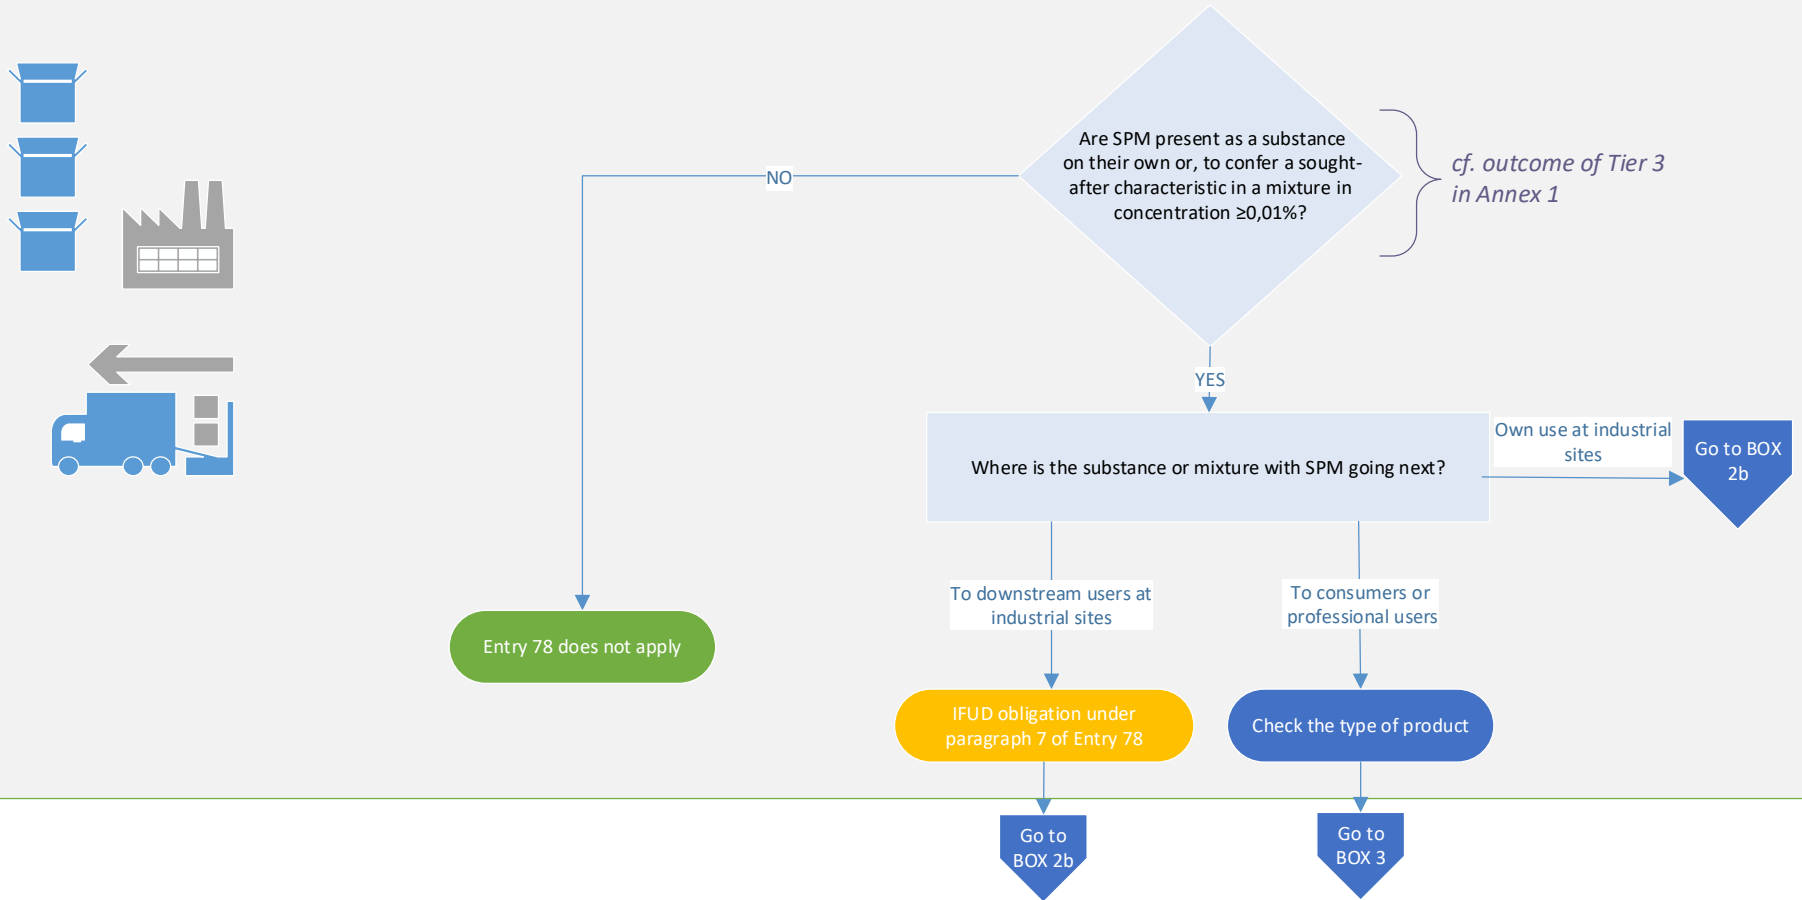 Are SPM present as a substance
on their own or, to confer a sought-
after characteristic in a mixture in
concentration ≥0,01%?
cf. outcome of Tier 3
in Annex 1
NO
YES
Where is the substance or mixture with SPM going next?
Own use at industrial
sites
Go to BOX
2b
To downstream users at
industrial sites
To consumers or
professional users
Entry 78 does not apply
IFUD obligation under
paragraph 7 of Entry 78
Check the type of product
Go to
BOX 2b
Go to
BOX 3